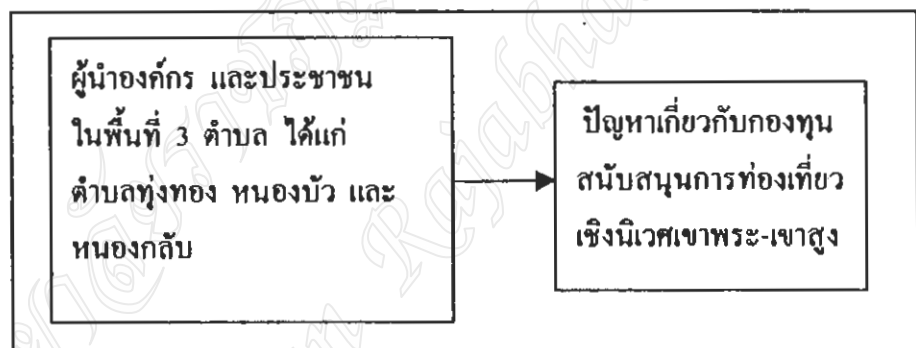 ผู้นำองค์กร และประชาชน
ในพื้นที่ 3 ตำบล ได้แก่
ตำบลทุ่งทอง หนองบัว และ
หนองกลับ
ปัญหาเกี่ยวกับกองทุน
สนับสนุนการท่องเที่ยว
เชิงนิเวศเขาพระ-เขาสูง